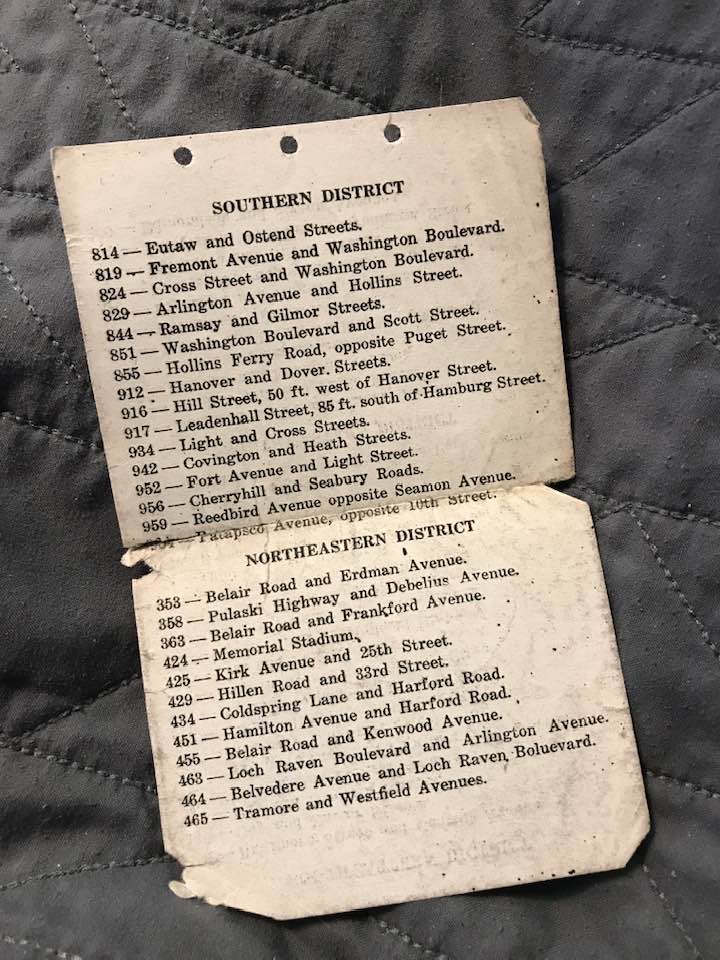 SOUTHERN DISTRICT
814 — Eutaw and Ostend Streets.
819 — Fremont Avenue and Washington Boulevard.
824 — Cross Street and Washington Boulevard.
829 — Arlington Avenue and Hollins Street.
844 — Ramsay and Gilmor Streets.
851 — Washington Boulevard and Scott Street.
855 — Hollins Ferry Road, opposite Puget Street.
912 — Hanover and Dover Streets.
916 — Hill Street, 50 ft. west of Hanover Street.
917 — Leadenhall Street, 85 ft. south of Hamburg Street.
934 — Light and Cross Streets.
942 — Covington and Heath Streets.
952 — Fort Avenue and Light Street.
956 — Cherryhill and Seabury Roads.
959 — Reedbird Avenue opposite Seamon Avenue.
— Patapsco Avenue, opposite 10th Street.
NORTHEASTERN DISTRICT
353 — Belair Road and Erdman Avenue.
358 — Pulaski Highway and Debelius Avenue.
363 — Belair Road and Frankford Avenue.
424 — Memorial Stadium.
425 — Kirk Avenue and 25th Street.
429 — Hillen Road and 33rd Street.
434 — Coldspring Lane and Harford Road.
451 — Hamilton Avenue and Harford Road.
455 — Belair Road and Kenwood Avenue.
463 — Loch Raven Boulevard and Arlington Avenue.
464 — Belvedere Avenue and Loch Raven Boluevard.
465 — Tramore and Westfield Avenues.